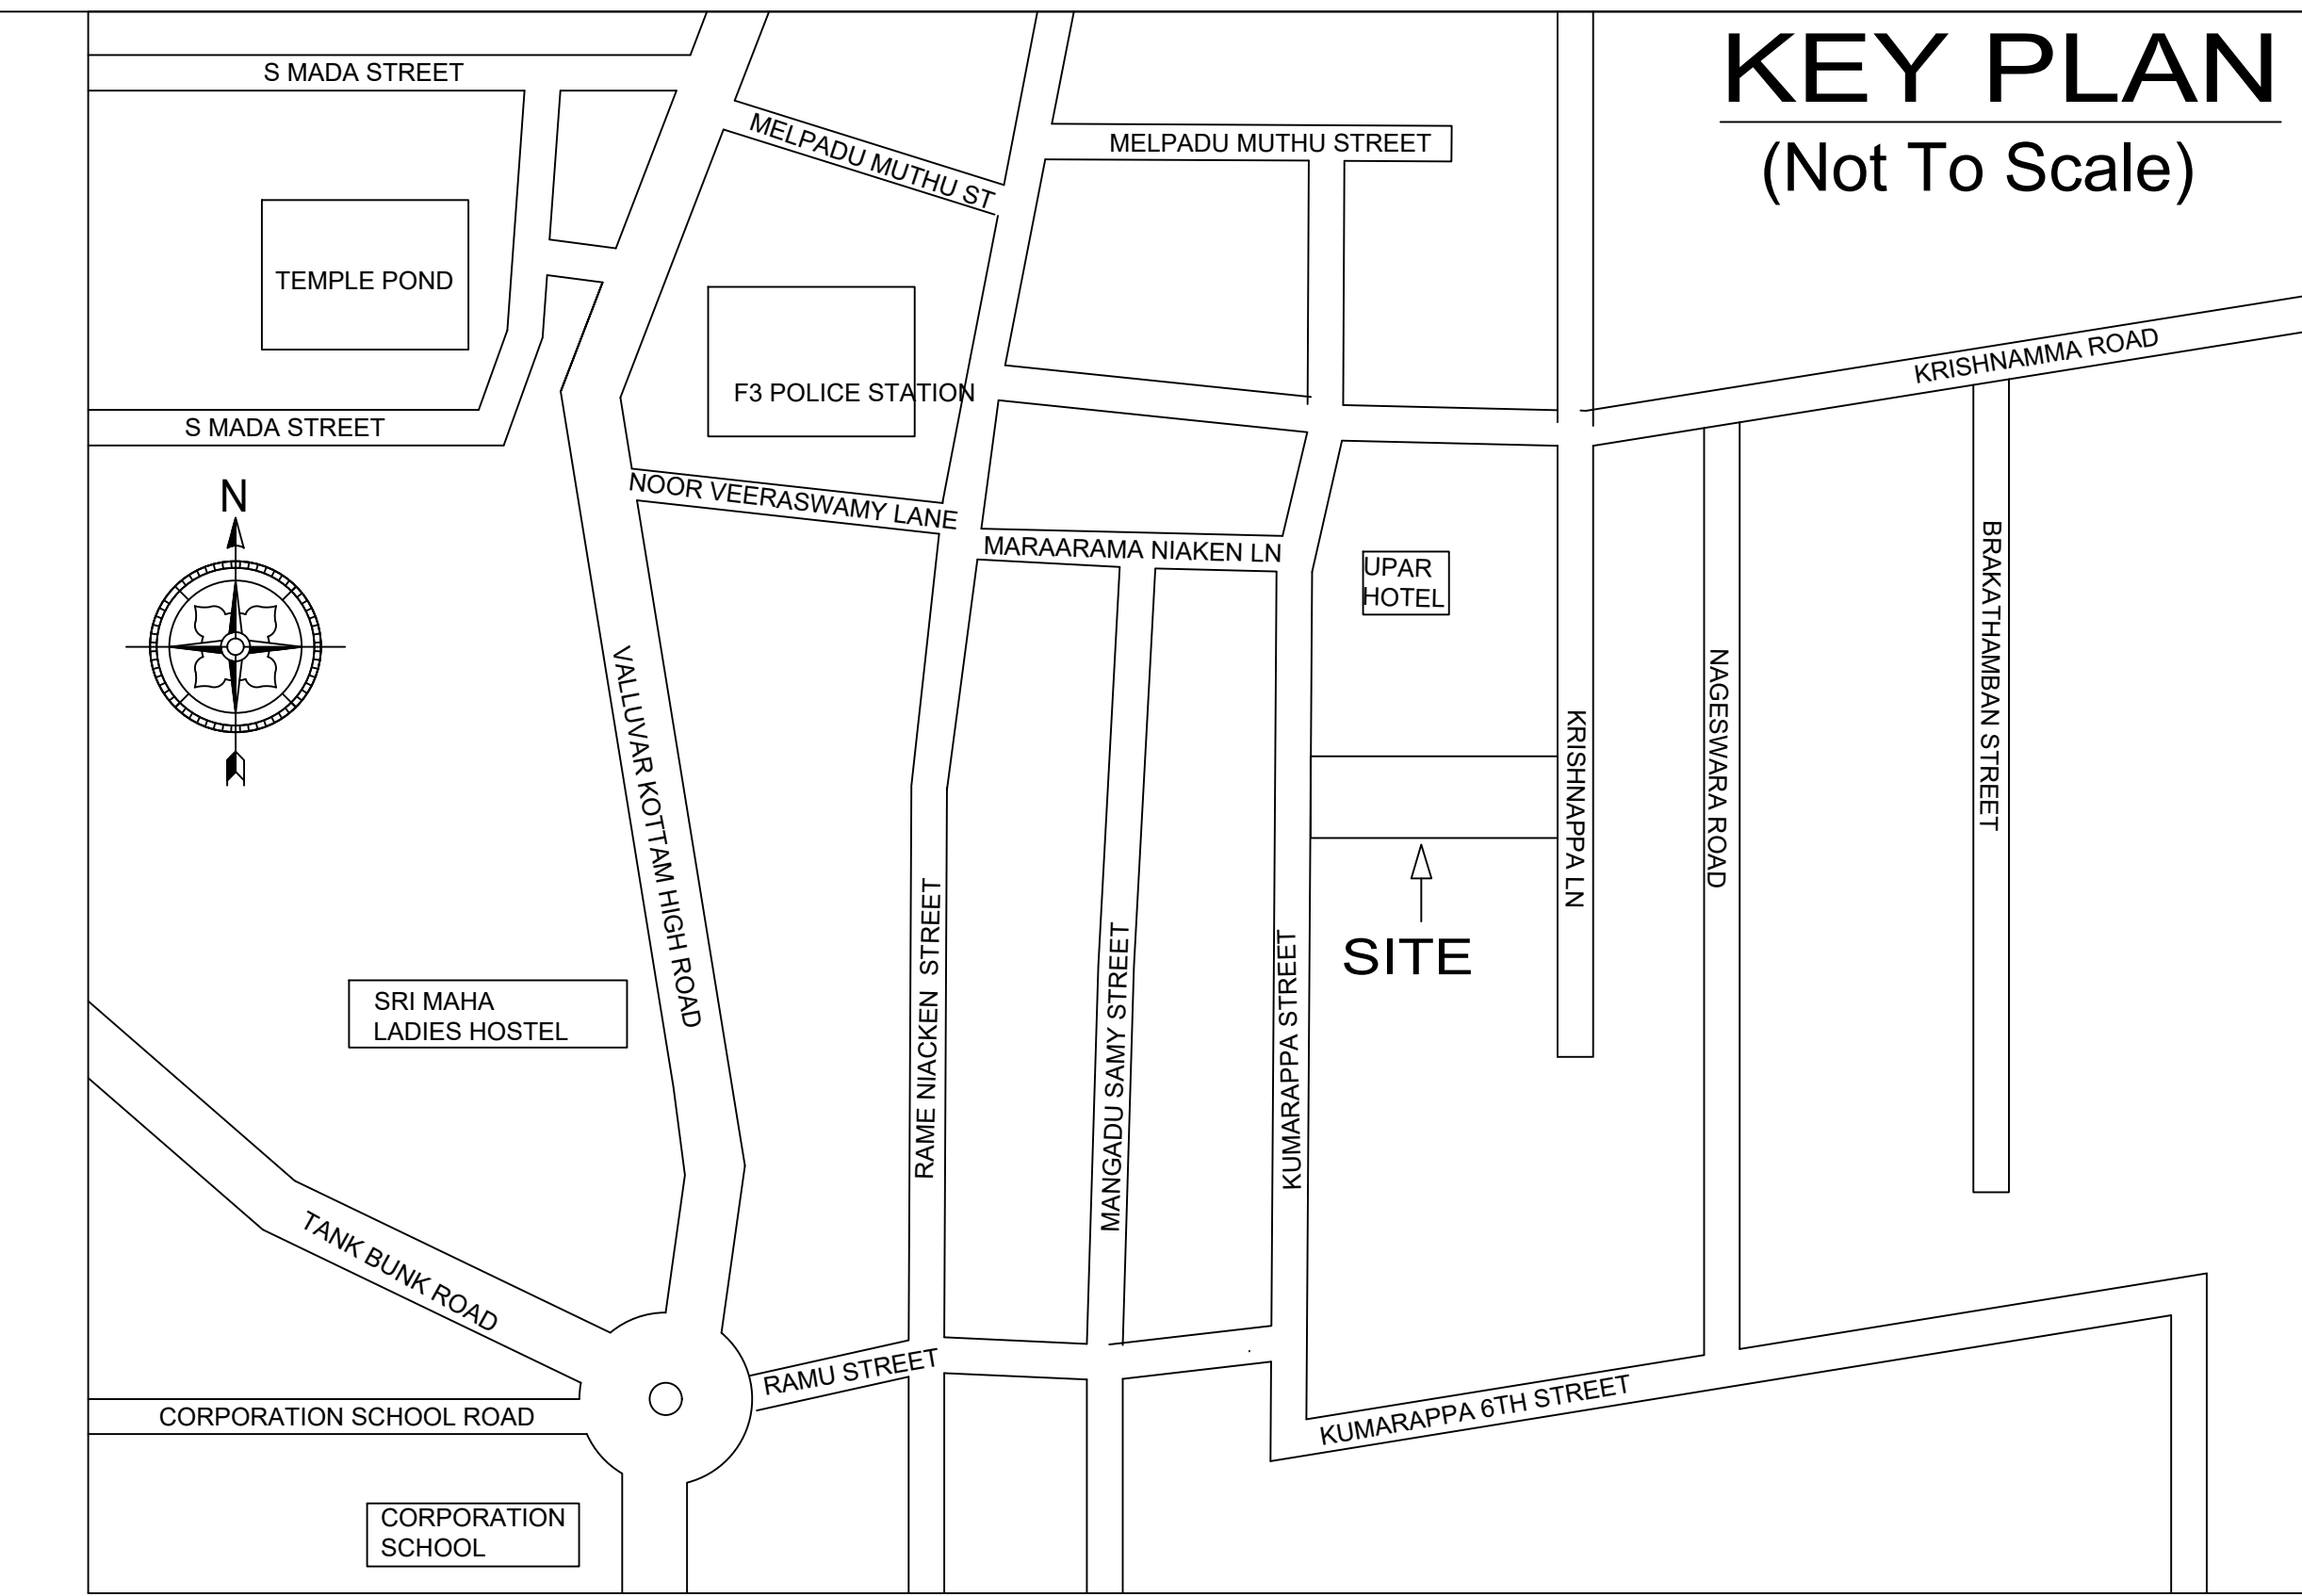 KEY PLAN
(Not To Scale)
S MADA STREET
MELPADU MUTHU ST
MELPADU MUTHU STREET
TEMPLE POND
KRISHNAMMA ROAD
F3 POLICE STATION
S MADA STREET
N
NOOR VEERASWAMY LANE
MARAARAMA NIAKEN LN
UPAR
HOTEL
BRAKATHAMBAN STREET
VALLUVAR KOTTAM HIGH ROAD
NAGESWARA ROAD
KRISHNAPPA LN
RAME NIACKEN STREET
MANGADU SAMY STREET
KUMARAPPA STREET
SITE
SRI MAHA
LADIES HOSTEL
TANK BUNK ROAD
RAMU STREET
KUMARAPPA 6TH STREET
CORPORATION SCHOOL ROAD
CORPORATION
SCHOOL